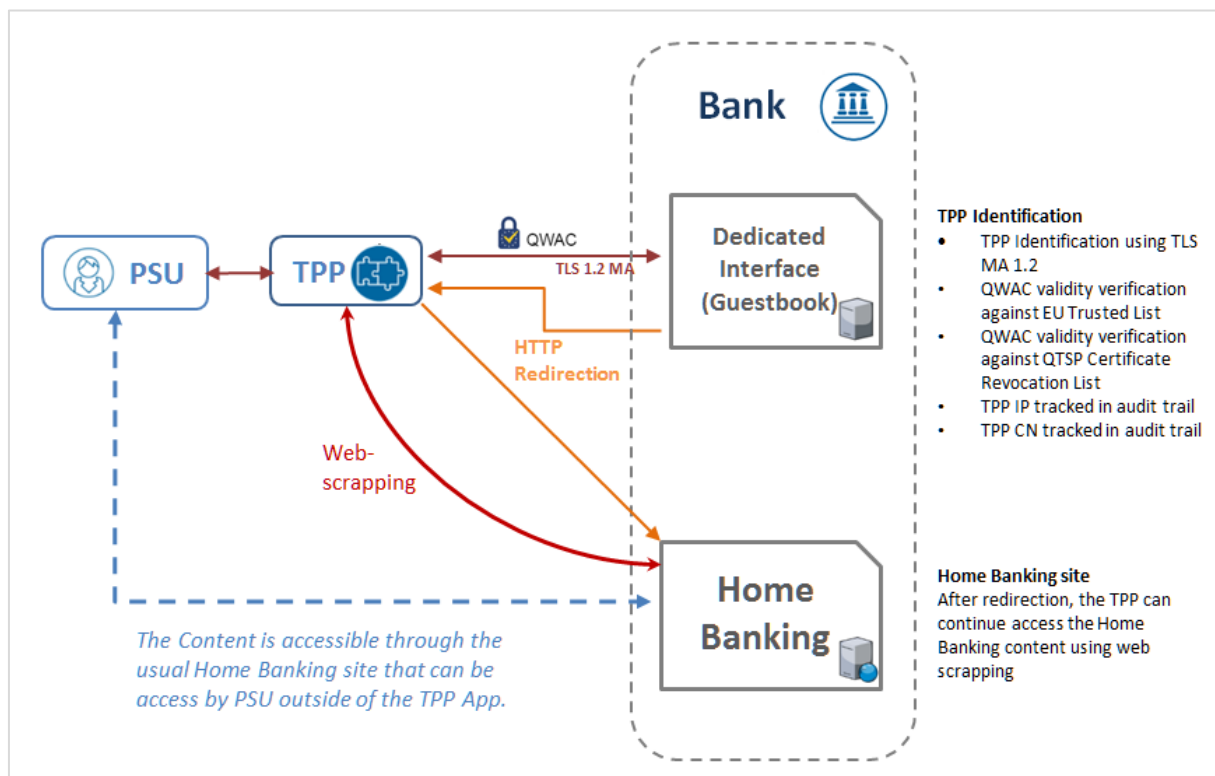 Bank
QWAC
TLS 1.2 MA
PSU
TPP
Dedicated
Interface
(Guestbook)
HTTP
Redirection
Web-
scrapping
Home
Banking
The Content is accessible through the
usual Home Banking site that can be
access by PSU outside of the TPP App.
TPP Identification
• TPP Identification using TLS
MA 1.2
• QWAC validity verification
against EU Trusted List
• QWAC validity verification
against QTSP Certificate
Revocation List
• TPP IP tracked in audit trail
• TPP CN tracked in audit trail
Home Banking site
After redirection, the TPP can
continue access the Home
Banking content using web
scrapping